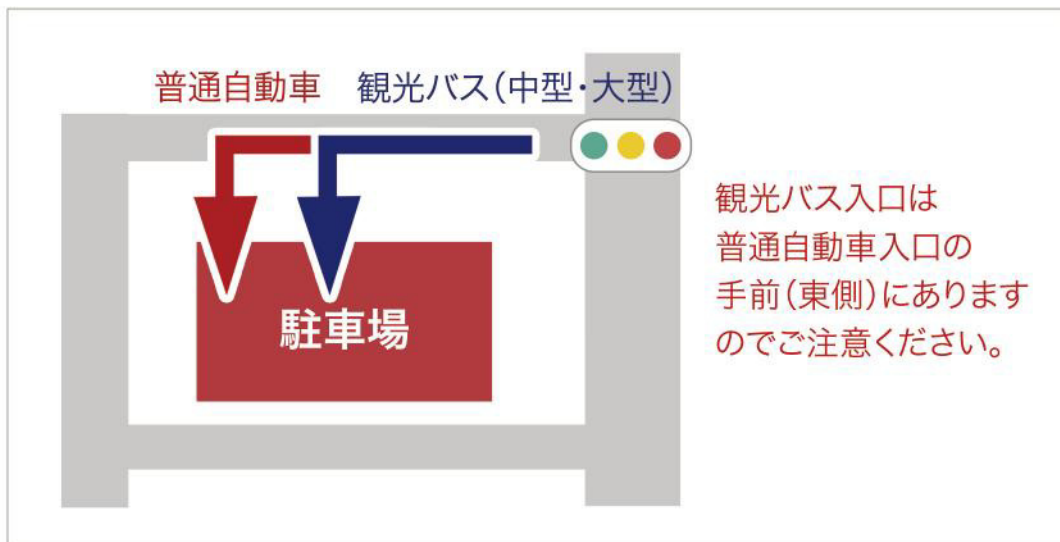 普通自動車
観光バス(中型・大型)
駐車場
観光バス入口は
普通自動車入口の
手前(東側)にあります
のでご注意ください。